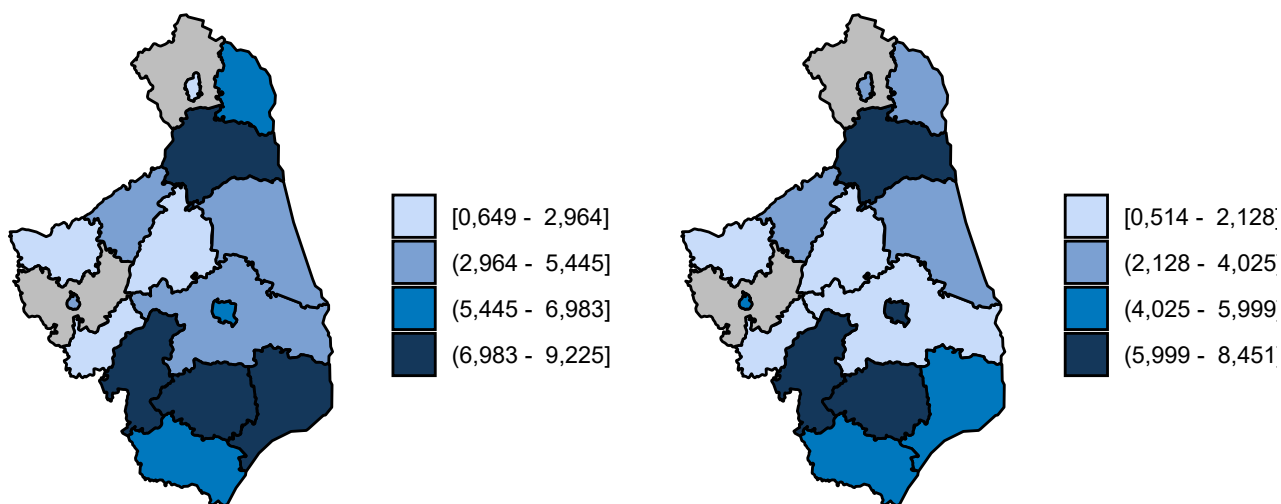 [0,649 - 2,964]
(2,964 - 5,445]
(5,445 - 6,983]
(6,983 - 9,225]
[0,514 - 2,128]
(2,128 - 4,025]
(4,025 - 5,999]
(5,999 - 8,451]